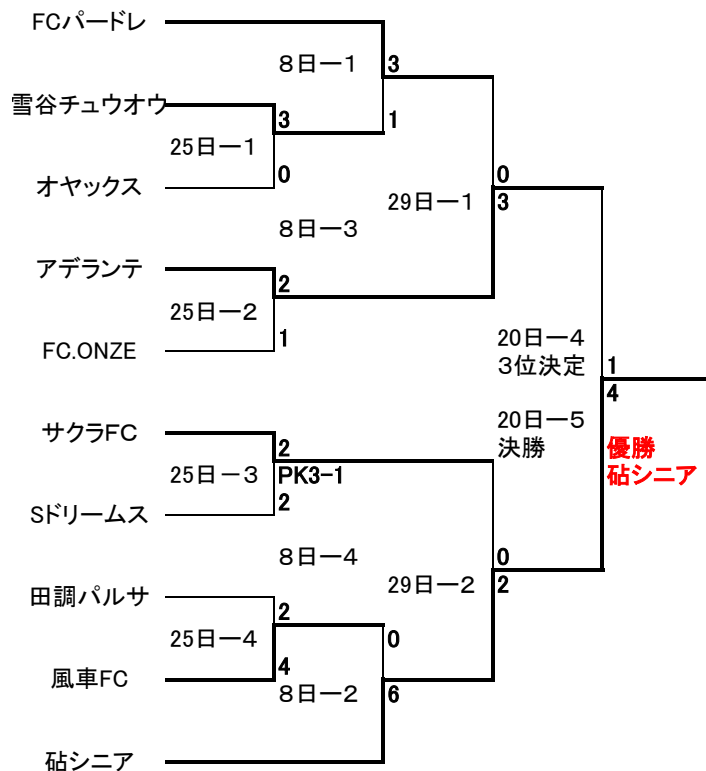 FCパードレ
8日ー1
3
雪谷チュウオウ
3
1
25日ー1
オヤックス
0
0
29日ー1
3
8日ー3
アデランテ
2
25日ー2
1
FC.ONZE
20日ー4
3位決定
1
4
サクラFC
20日ー5
決勝
優勝
砧シニア
2
25日ー3
PK3-1
2
Sドリームス
8日ー4
0
29日ー2
2
田調パルサ
2
25日ー4
0
4
風車FC
8日ー2
6
砧シニア